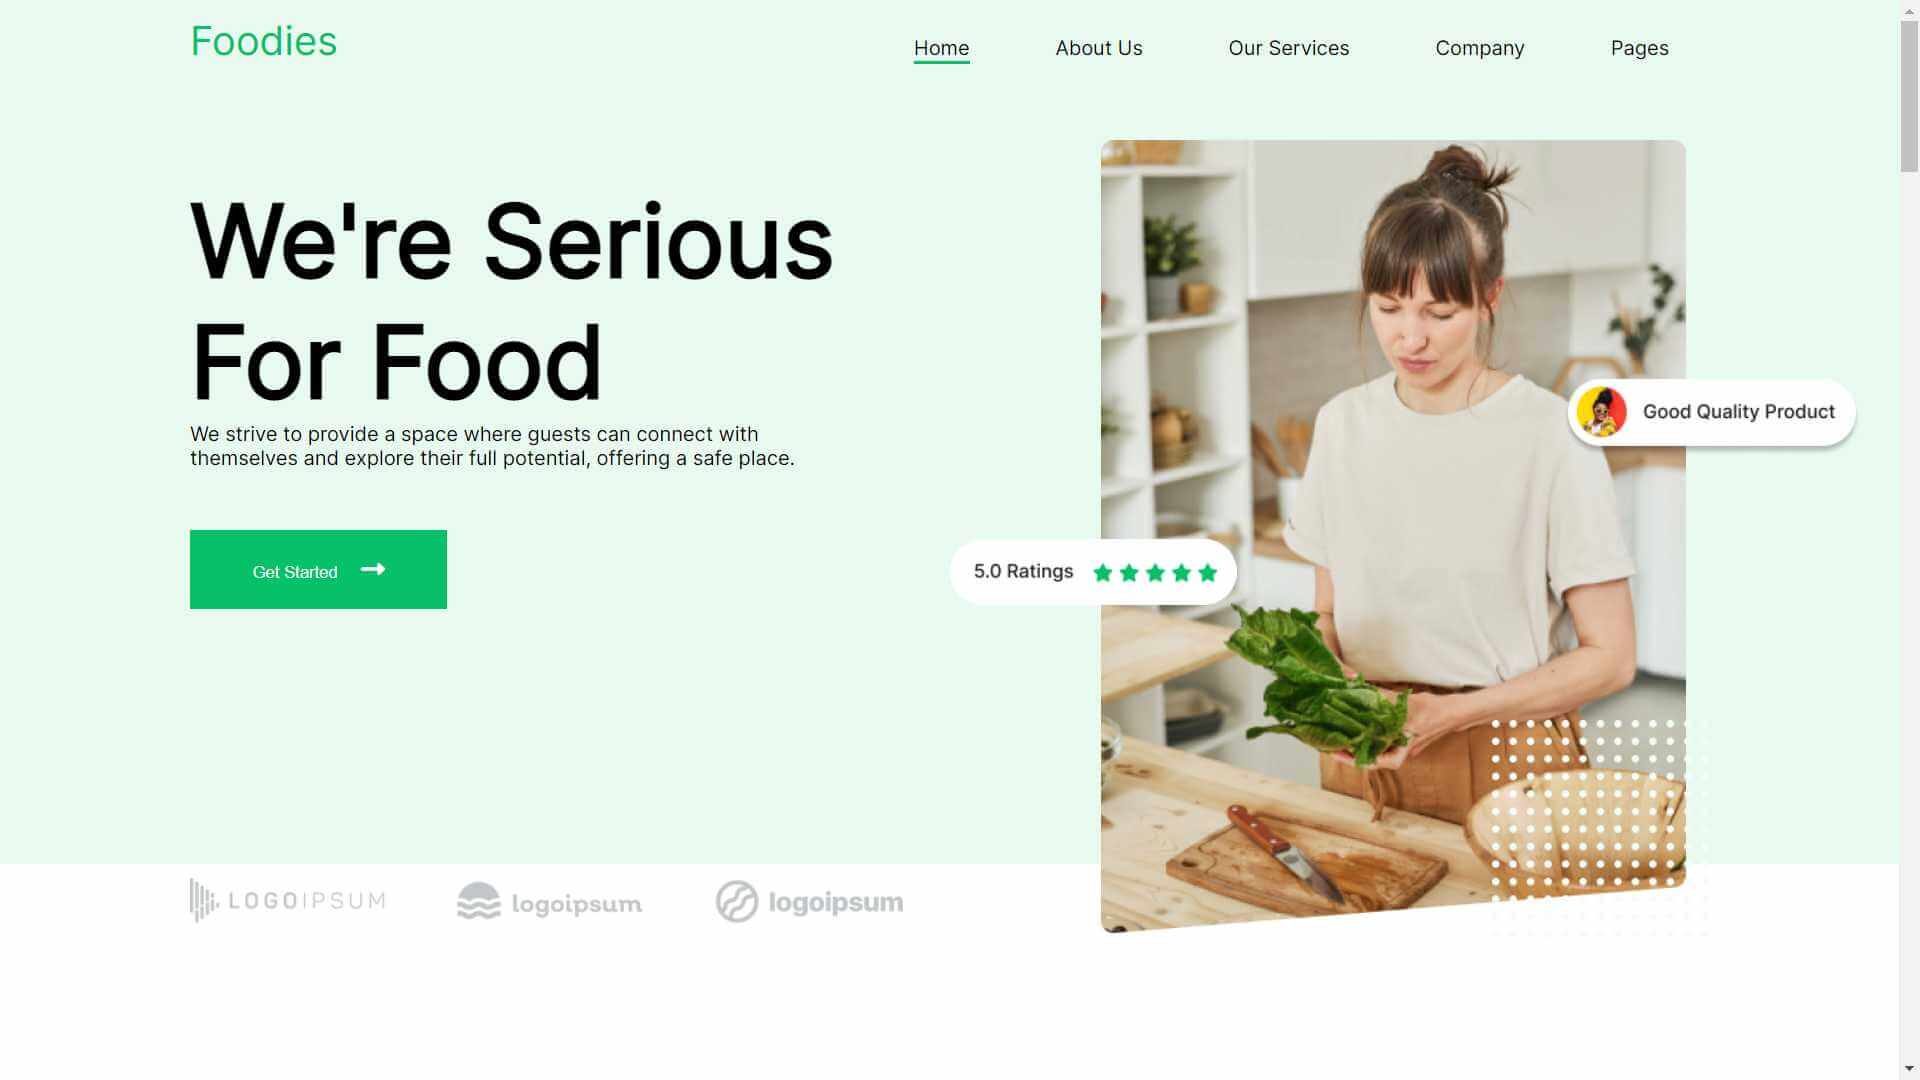 Foodies
Home
About Us
Our Services
Company
Pages
We're Serious
For Food
We strive to provide a space where guests can connect with
themselves and explore their full potential, offering a safe place.
Get Started
Good Quality Product
5.0 Ratings
LOGOIPSUM
logoipsum
logoipsum